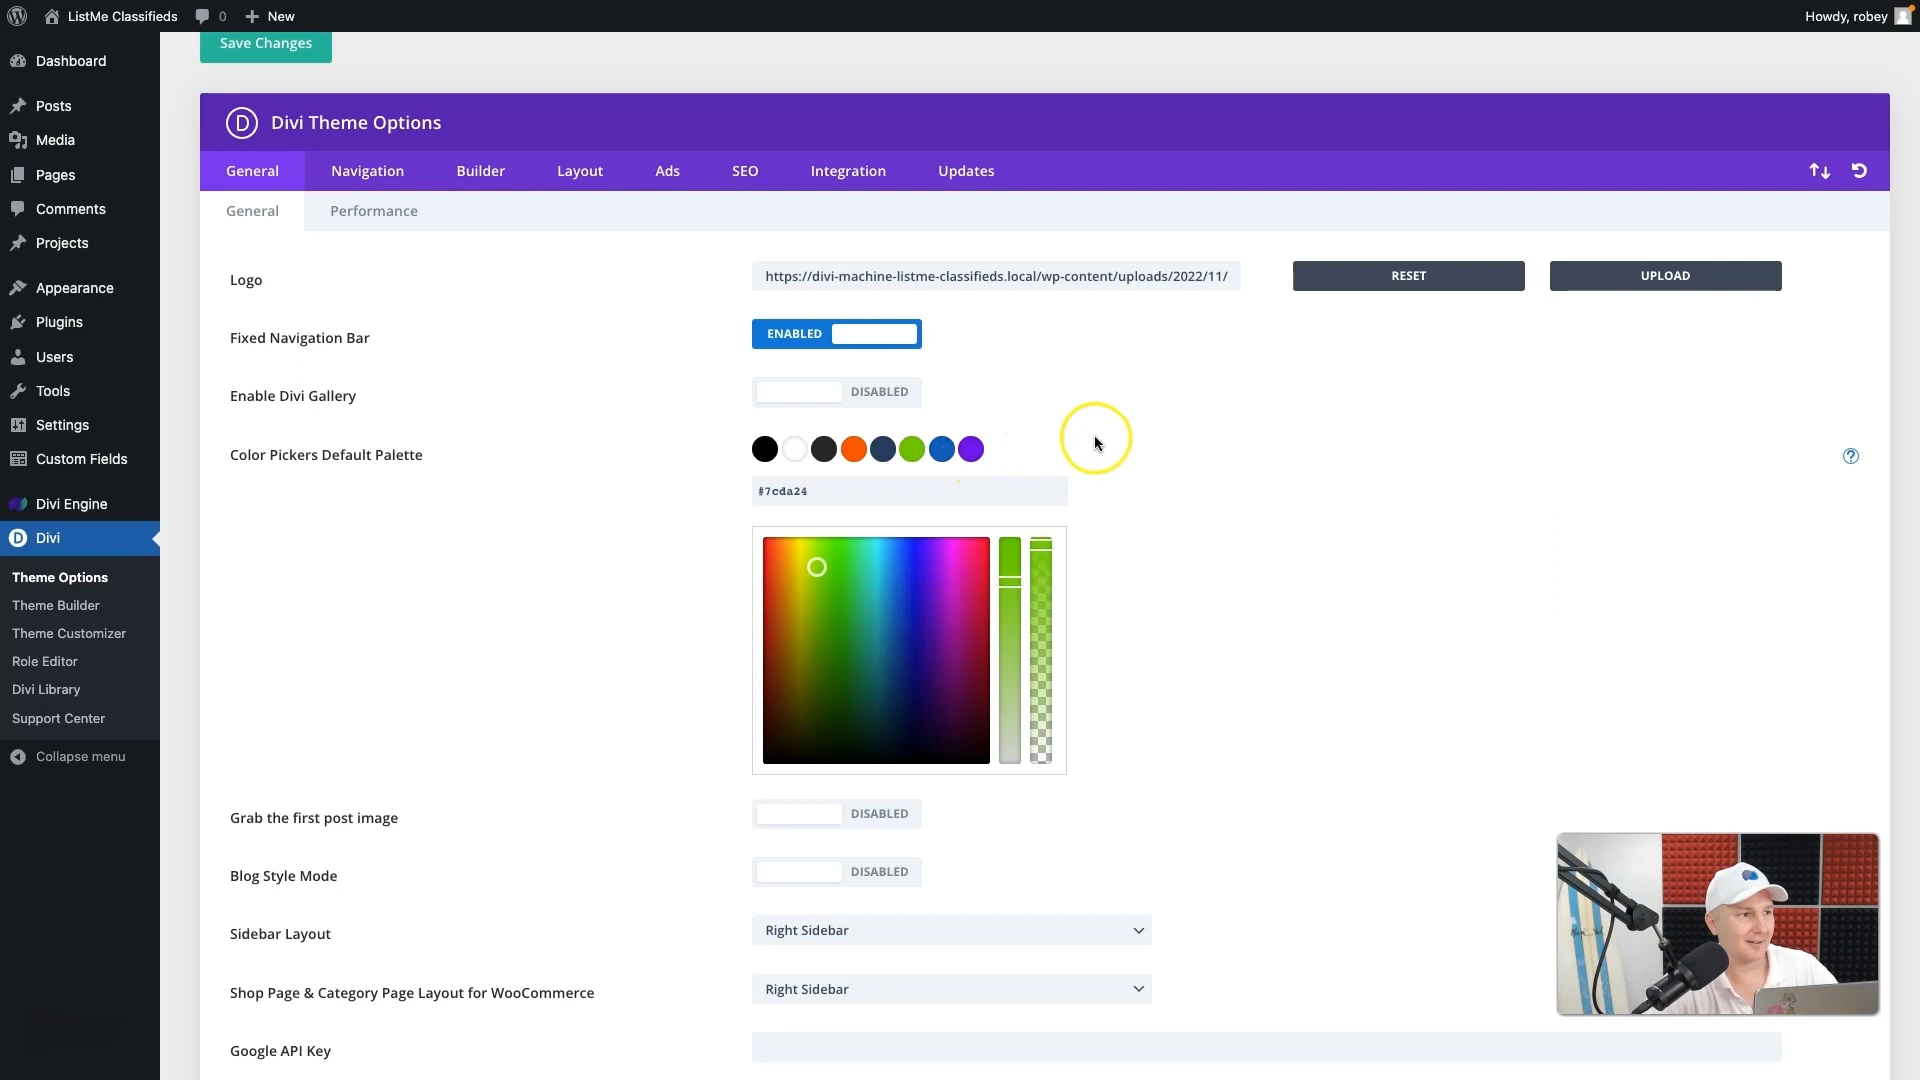 ListMe Classifieds 0 New Howdy, robey
Save Changes
Dashboard
Posts
Media
Pages
Comments
Projects
Appearance
Plugins
Users
Tools
Settings
Custom Fields
Divi Engine
D Divi
Theme Options
Theme Builder
Theme Customizer
Role Editor
Divi Library
Support Center
Collapse menu
D Divi Theme Options
General Navigation Builder Layout Ads SEO Integration Updates
General Performance
Logo https://divi-machine-listme-classifieds.local/wp-content/uploads/2022/11/ RESET UPLOAD
Fixed Navigation Bar ENABLED
Enable Divi Gallery DISABLED
Color Pickers Default Palette ?
#7cda24
Grab the first post image DISABLED
Blog Style Mode DISABLED
Sidebar Layout Right Sidebar
Shop Page & Category Page Layout for WooCommerce Right Sidebar
Google API Key